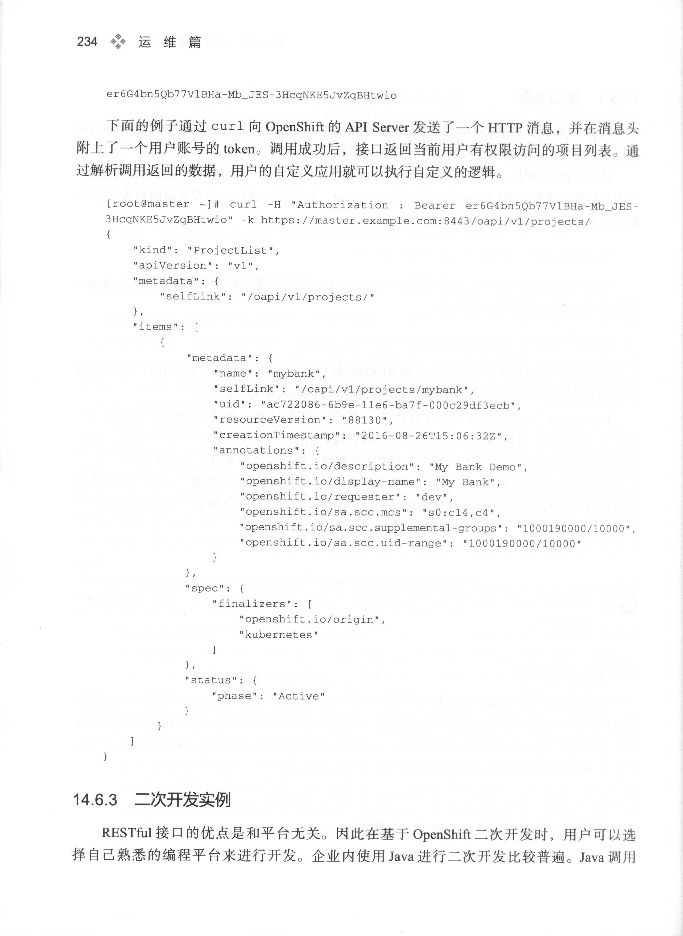 234 运 维 篇
er6G4bn5Qb77V1BHa-Mb_JES-3HcqNKE5JvZqBHtwio
下面的例子通过 curl 向 OpenShift 的 API Server 发送了一个 HTTP 消息，并在消息头
附上了一个用户账号的 token。调用成功后，接口返回当前用户有权限访问的项目列表。通
过解析调用返回的数据，用户的自定义应用就可以执行自定义的逻辑。
[root@master ~]# curl -H "Authorization : Bearer er6G4bn5Qb77V1BHa-Mb_JES-
3HcqNKE5JvZqBHtwio" -k https://master.example.com:8443/oapi/v1/projects/
{
"kind": "ProjectList",
"apiVersion": "v1",
"metadata": {
"selfLink": "/oapi/v1/projects/"
},
"items": [
{
"metadata": {
"name": "mybank",
"selfLink": "/oapi/v1/projects/mybank",
"uid": "ac722086-6b9e-11e6-ba7f-000c29df3ecb",
"resourceVersion": "88130",
"creationTimestamp": "2016-08-26T15:06:32Z",
"annotations": {
"openshift.io/description": "My Bank Demo",
"openshift.io/display-name": "My Bank",
"openshift.io/requester": "dev",
"openshift.io/sa.scc.mcs": "s0:c14,c4",
"openshift.io/sa.scc.supplemental-groups": "1000190000/10000",
"openshift.io/sa.scc.uid-range": "1000190000/10000"
}
},
"spec": {
"finalizers": [
"openshift.io/origin",
"kubernetes"
]
},
"status": {
"phase": "Active"
}
}
]
}
14.6.3 二次开发实例
RESTful 接口的优点是和平台无关。因此在基于 OpenShift 二次开发时，用户可以选
择自己熟悉的编程平台来进行开发。企业内使用 Java 进行二次开发比较普遍。Java 调用